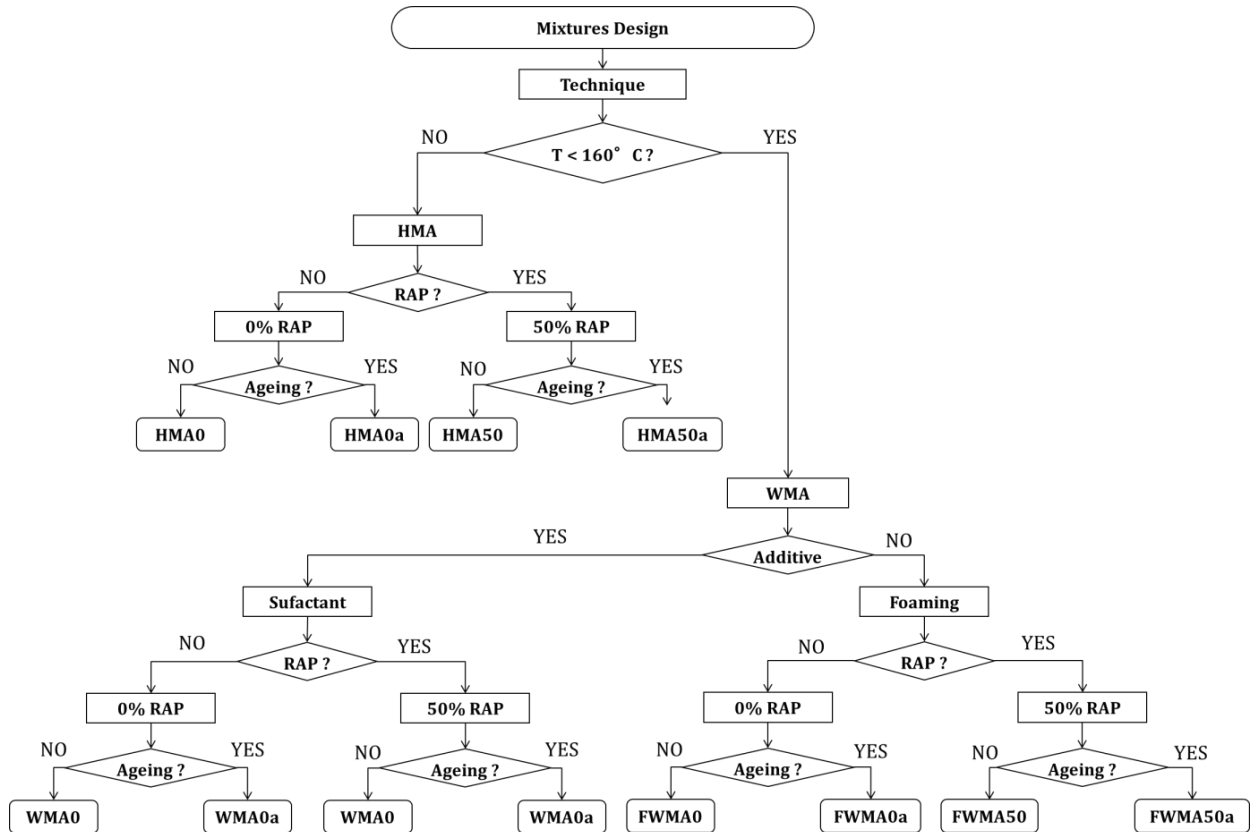 Mixtures Design
Technique
NO
YES
T < 160° C ?
HMA
NO
YES
RAP ?
0% RAP
50% RAP
NO
YES
NO
YES
Ageing ?
Ageing ?
HMA0
HMA0a
HMA50
HMA50a
WMA
YES
NO
Additive
Sufactant
Foaming
NO
YES
NO
YES
RAP ?
RAP ?
0% RAP
50% RAP
0% RAP
50% RAP
NO
YES
NO
YES
NO
YES
NO
YES
Ageing ?
Ageing ?
Ageing ?
Ageing ?
WMA0
WMA0a
WMA0
WMA0a
FWMA0
FWMA0a
FWMA50
FWMA50a